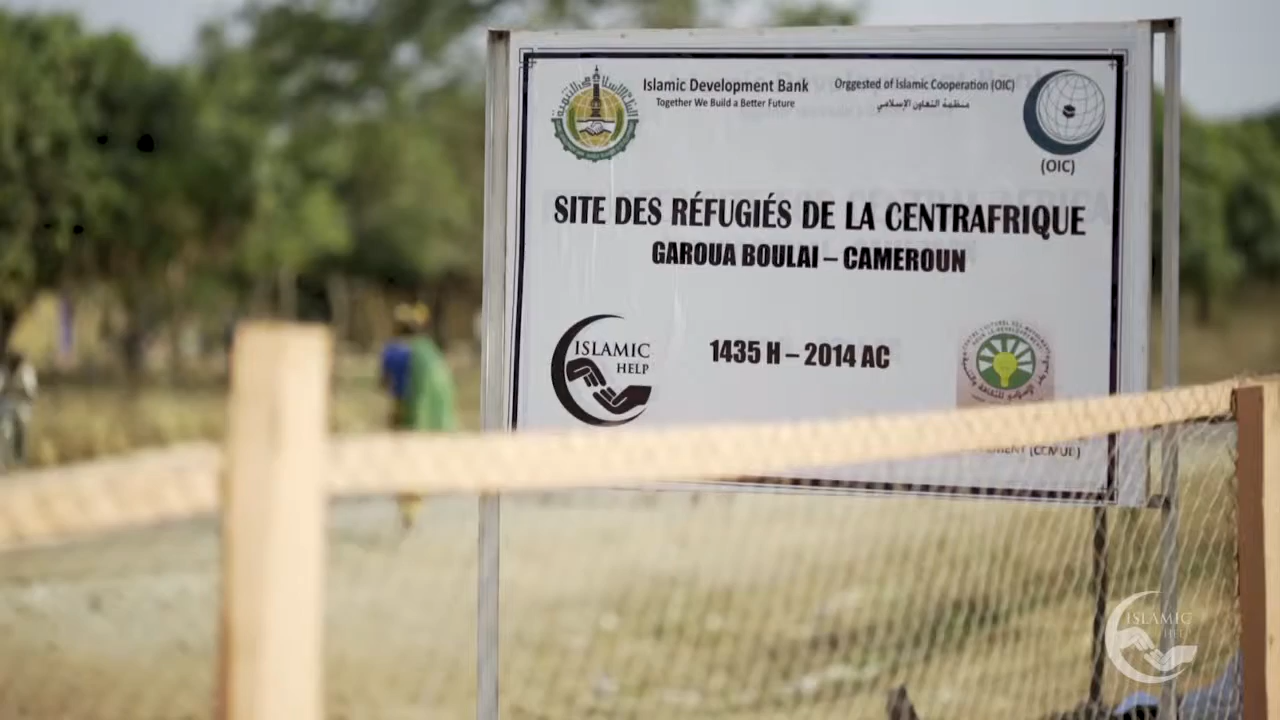 Islamic Development Bank
Together We Build a Better Future
Orggested of Islamic Cooperation (OIC)
منظمة التعاون الإسلامي
(OIC)
SITE DES RÉFUGIÉS DE LA CENTRAFRIQUE
GAROUA BOULAI – CAMEROUN
ISLAMIC
HELP
1435 H – 2014 AC
(CCMUD)
ISLAMIC
HELP